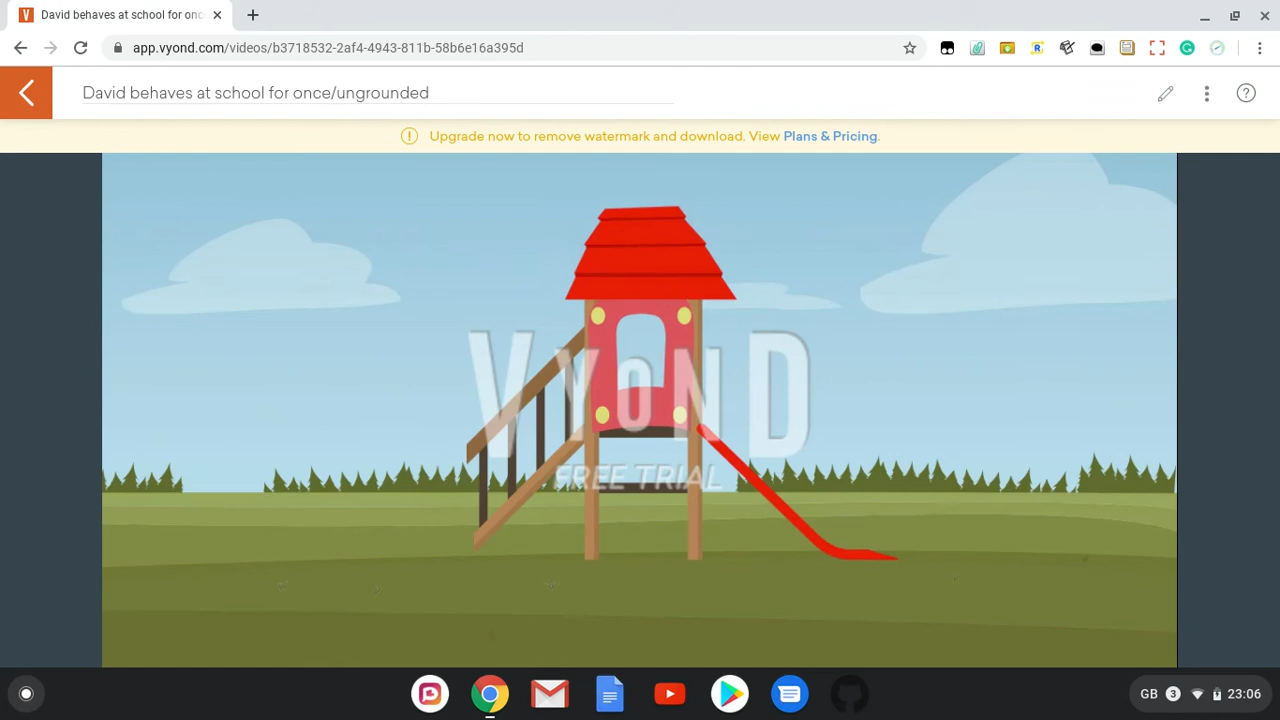 David behaves at school for onc
app.vyond.com/videos/b3718532-2af4-4943-811b-58b6e16a395d
David behaves at school for once/ungrounded
Upgrade now to remove watermark and download. View Plans & Pricing.
VYOND
FREE TRIAL
GB 3 23:06